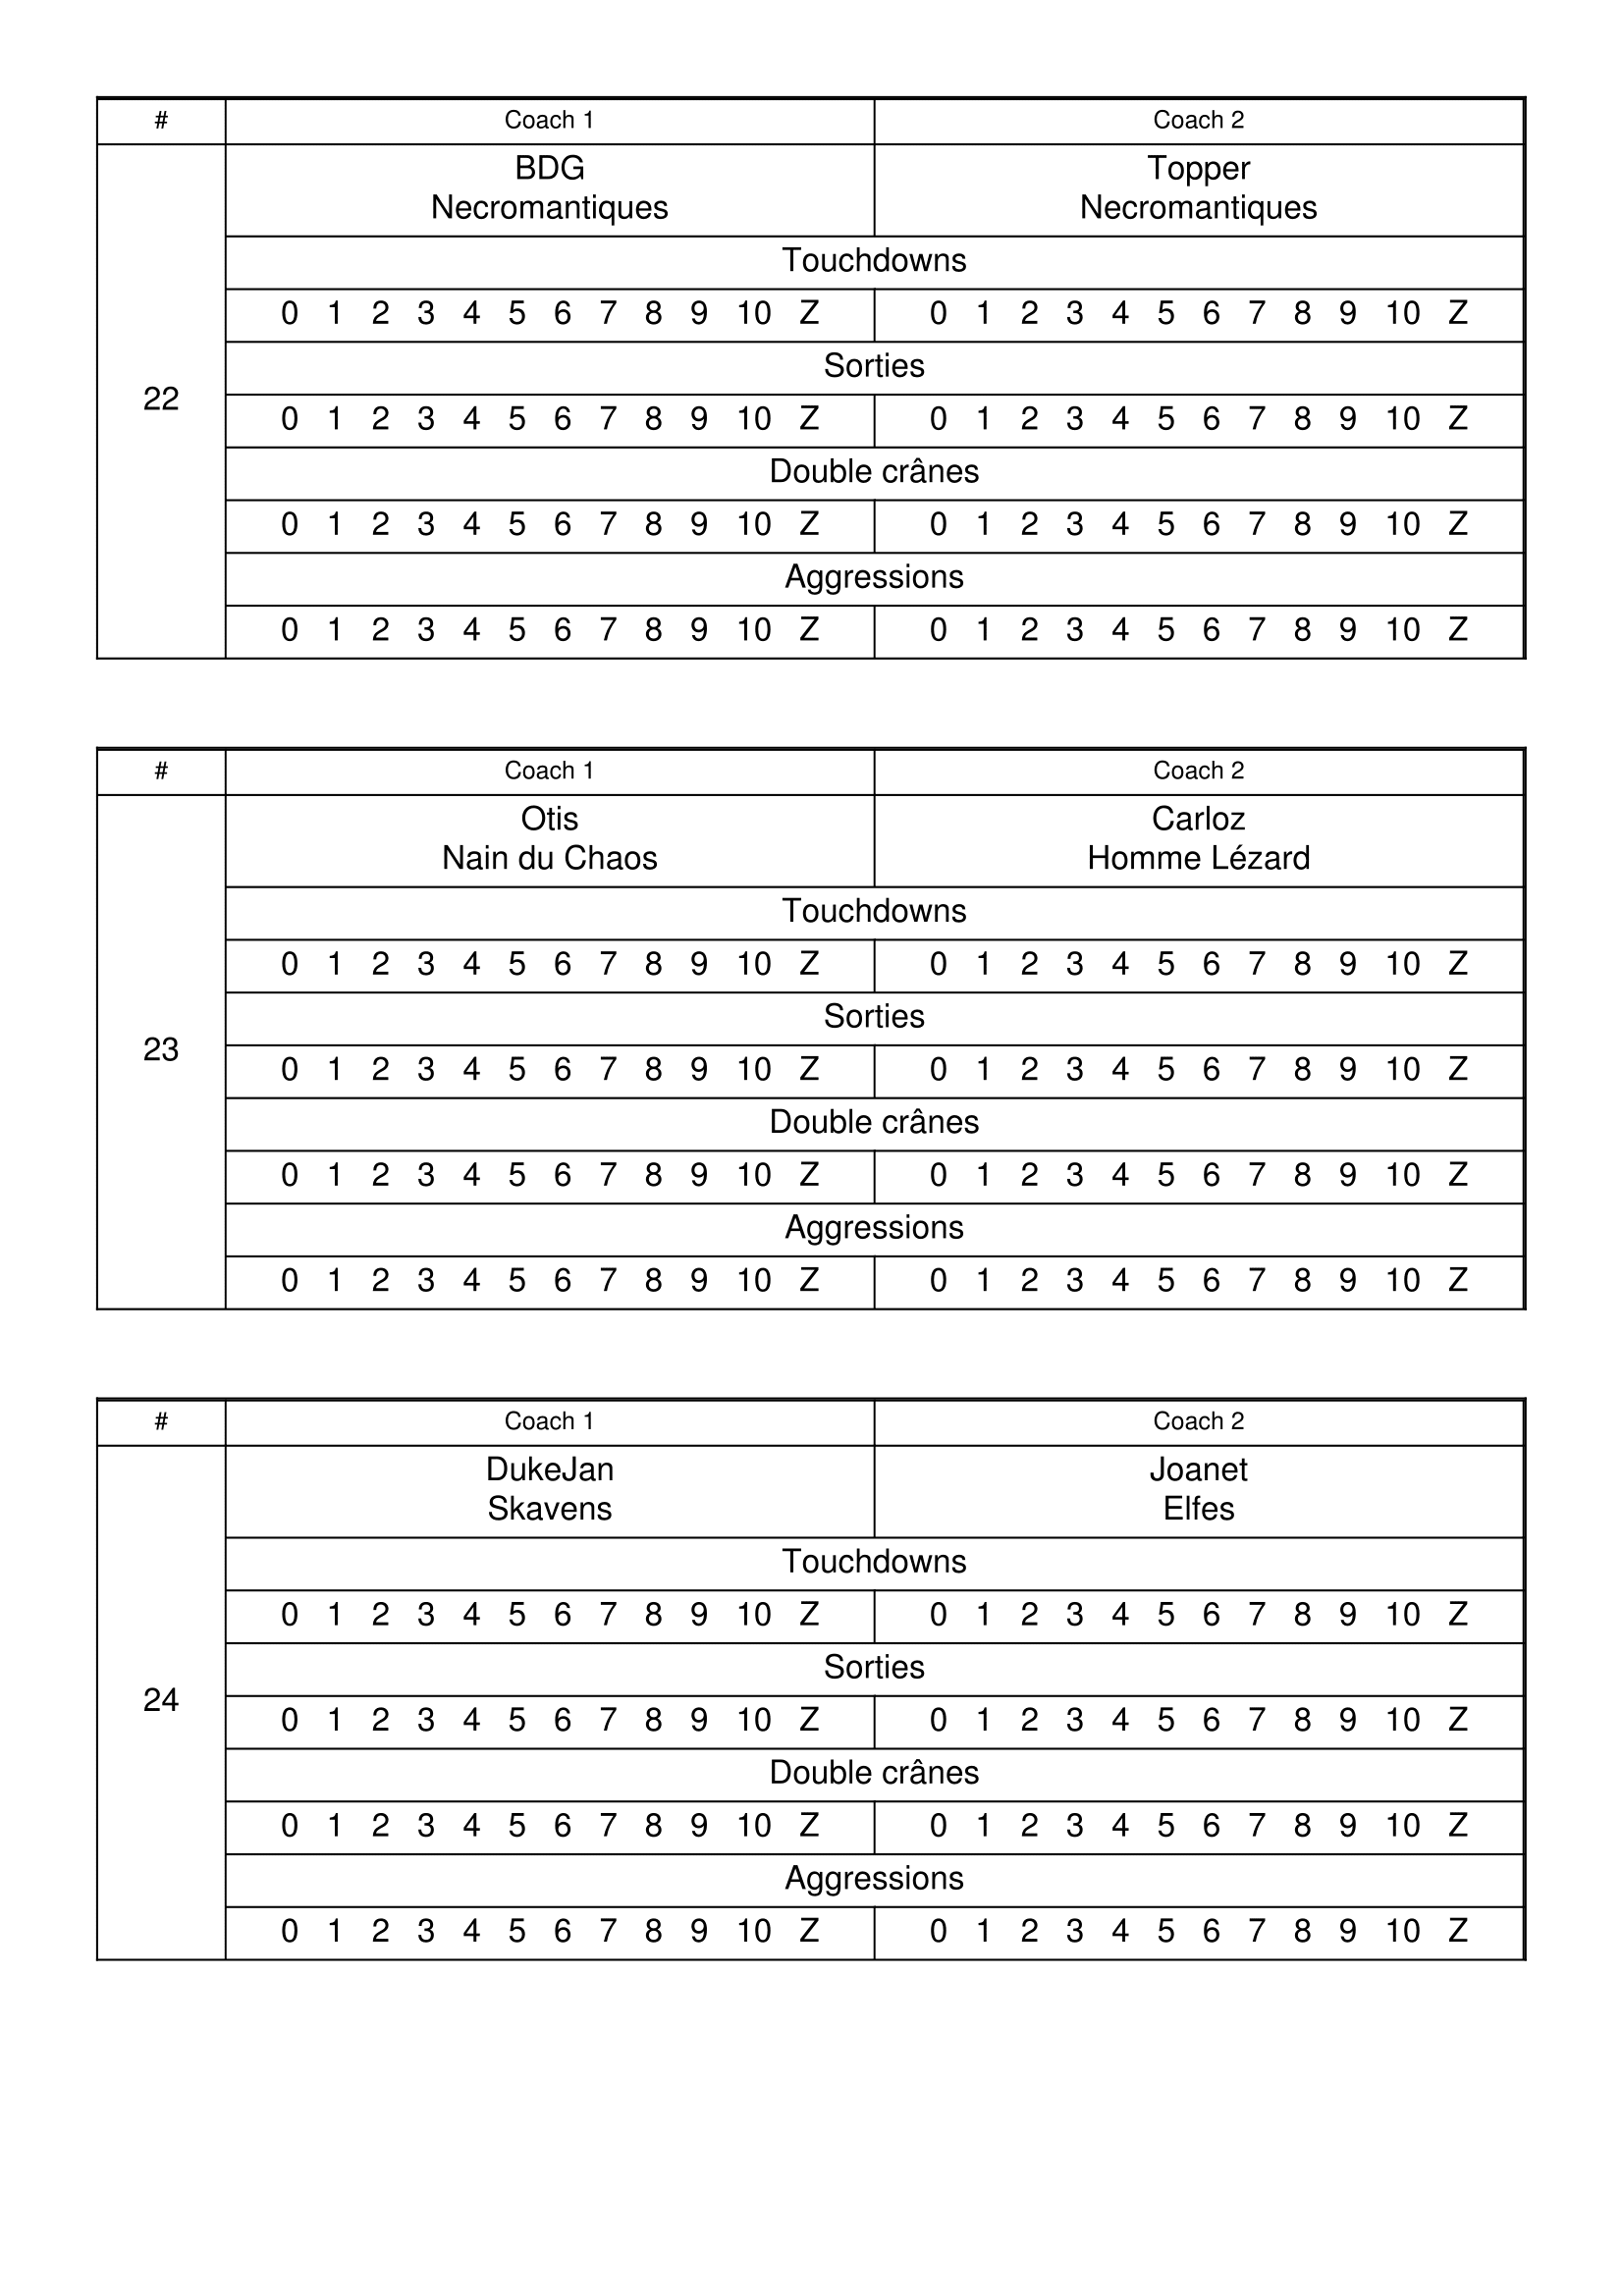 # Coach 1 Coach 2
BDG Topper
Necromantiques Necromantiques
Touchdowns
0 1 2 3 4 5 6 7 8 9 10 Z 0 1 2 3 4 5 6 7 8 9 10 Z
Sorties
22
0 1 2 3 4 5 6 7 8 9 10 Z 0 1 2 3 4 5 6 7 8 9 10 Z
Double crânes
0 1 2 3 4 5 6 7 8 9 10 Z 0 1 2 3 4 5 6 7 8 9 10 Z
Aggressions
0 1 2 3 4 5 6 7 8 9 10 Z 0 1 2 3 4 5 6 7 8 9 10 Z
# Coach 1 Coach 2
Otis Carloz
Nain du Chaos Homme Lézard
Touchdowns
0 1 2 3 4 5 6 7 8 9 10 Z 0 1 2 3 4 5 6 7 8 9 10 Z
Sorties
23
0 1 2 3 4 5 6 7 8 9 10 Z 0 1 2 3 4 5 6 7 8 9 10 Z
Double crânes
0 1 2 3 4 5 6 7 8 9 10 Z 0 1 2 3 4 5 6 7 8 9 10 Z
Aggressions
0 1 2 3 4 5 6 7 8 9 10 Z 0 1 2 3 4 5 6 7 8 9 10 Z
# Coach 1 Coach 2
DukeJan Joanet
Skavens Elfes
Touchdowns
0 1 2 3 4 5 6 7 8 9 10 Z 0 1 2 3 4 5 6 7 8 9 10 Z
Sorties
24
0 1 2 3 4 5 6 7 8 9 10 Z 0 1 2 3 4 5 6 7 8 9 10 Z
Double crânes
0 1 2 3 4 5 6 7 8 9 10 Z 0 1 2 3 4 5 6 7 8 9 10 Z
Aggressions
0 1 2 3 4 5 6 7 8 9 10 Z 0 1 2 3 4 5 6 7 8 9 10 Z